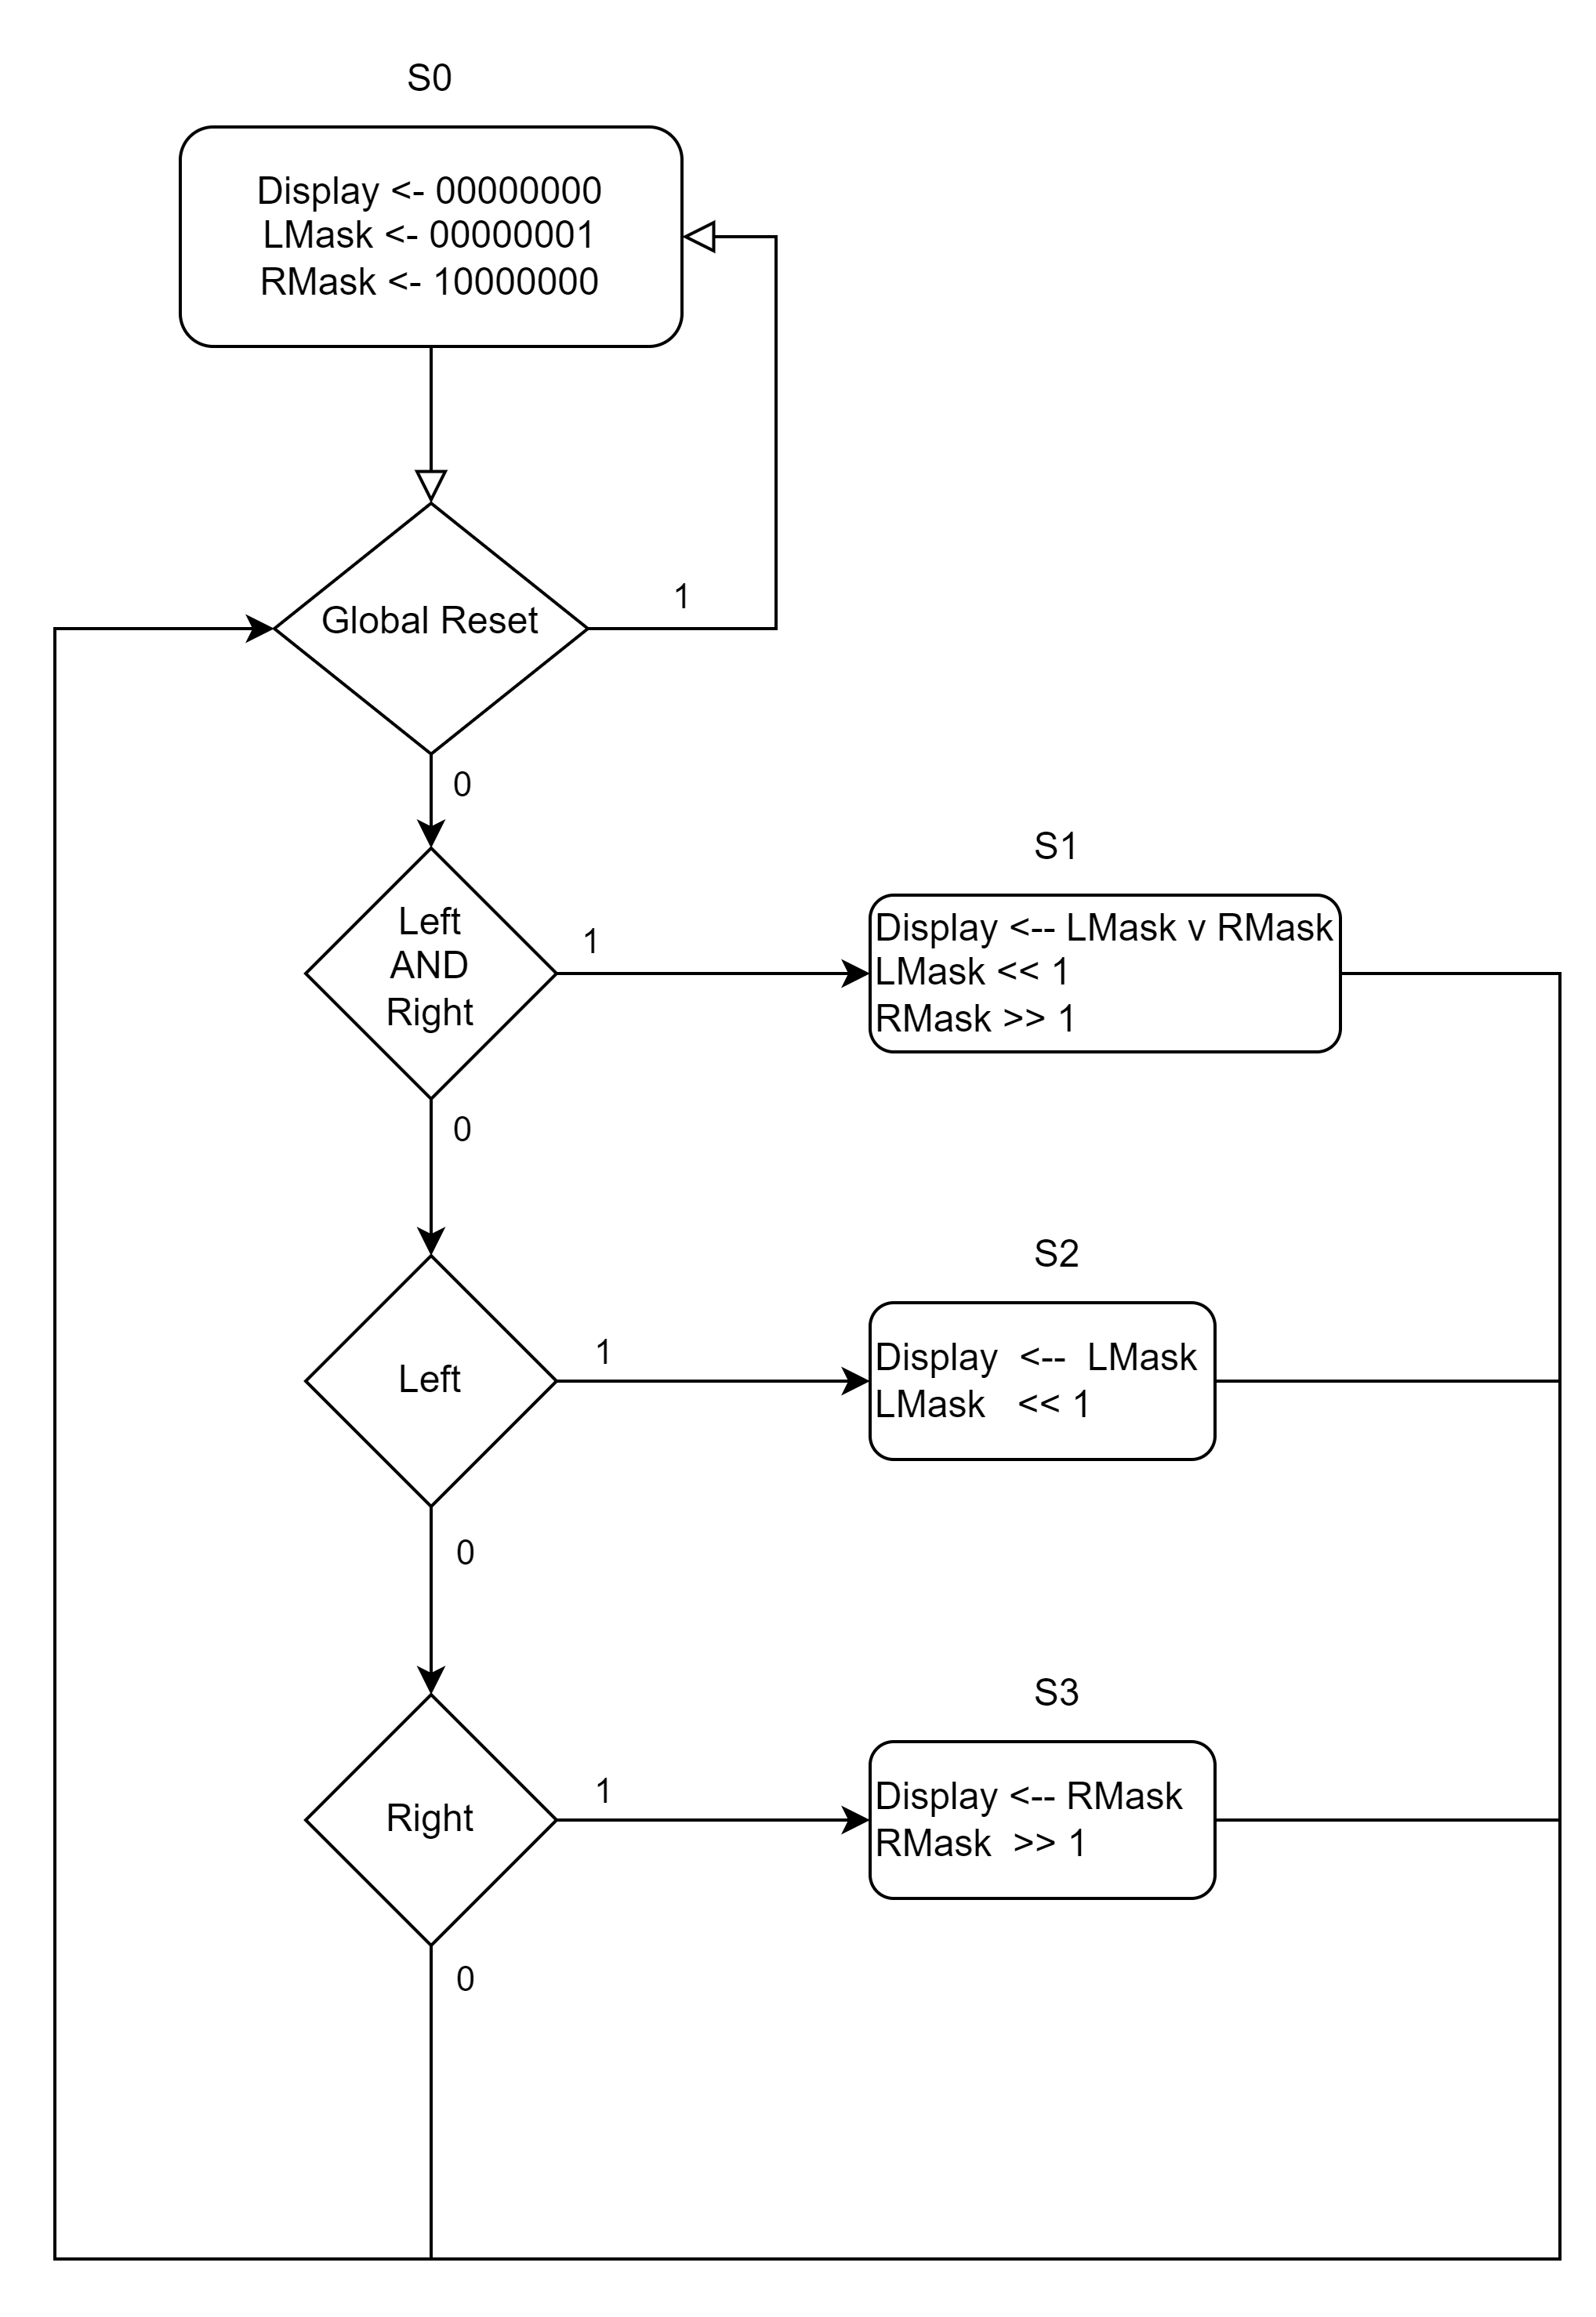 S0
Display <- 00000000
LMask <- 00000001
RMask <- 10000000
Global Reset
1
0
Left
AND
Right
1
0
S1
Display <-- LMask v RMask
LMask << 1
RMask >> 1
Left
1
0
S2
Display <-- LMask
LMask << 1
Right
1
0
S3
Display <-- RMask
RMask >> 1